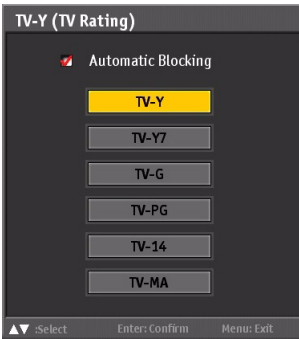 TV-Y (TV Rating)
Automatic Blocking
TV-Y
TV-Y7
TV-G
TV-PG
TV-14
TV-MA
▲▼ :Select Enter: Confirm Menu: Exit